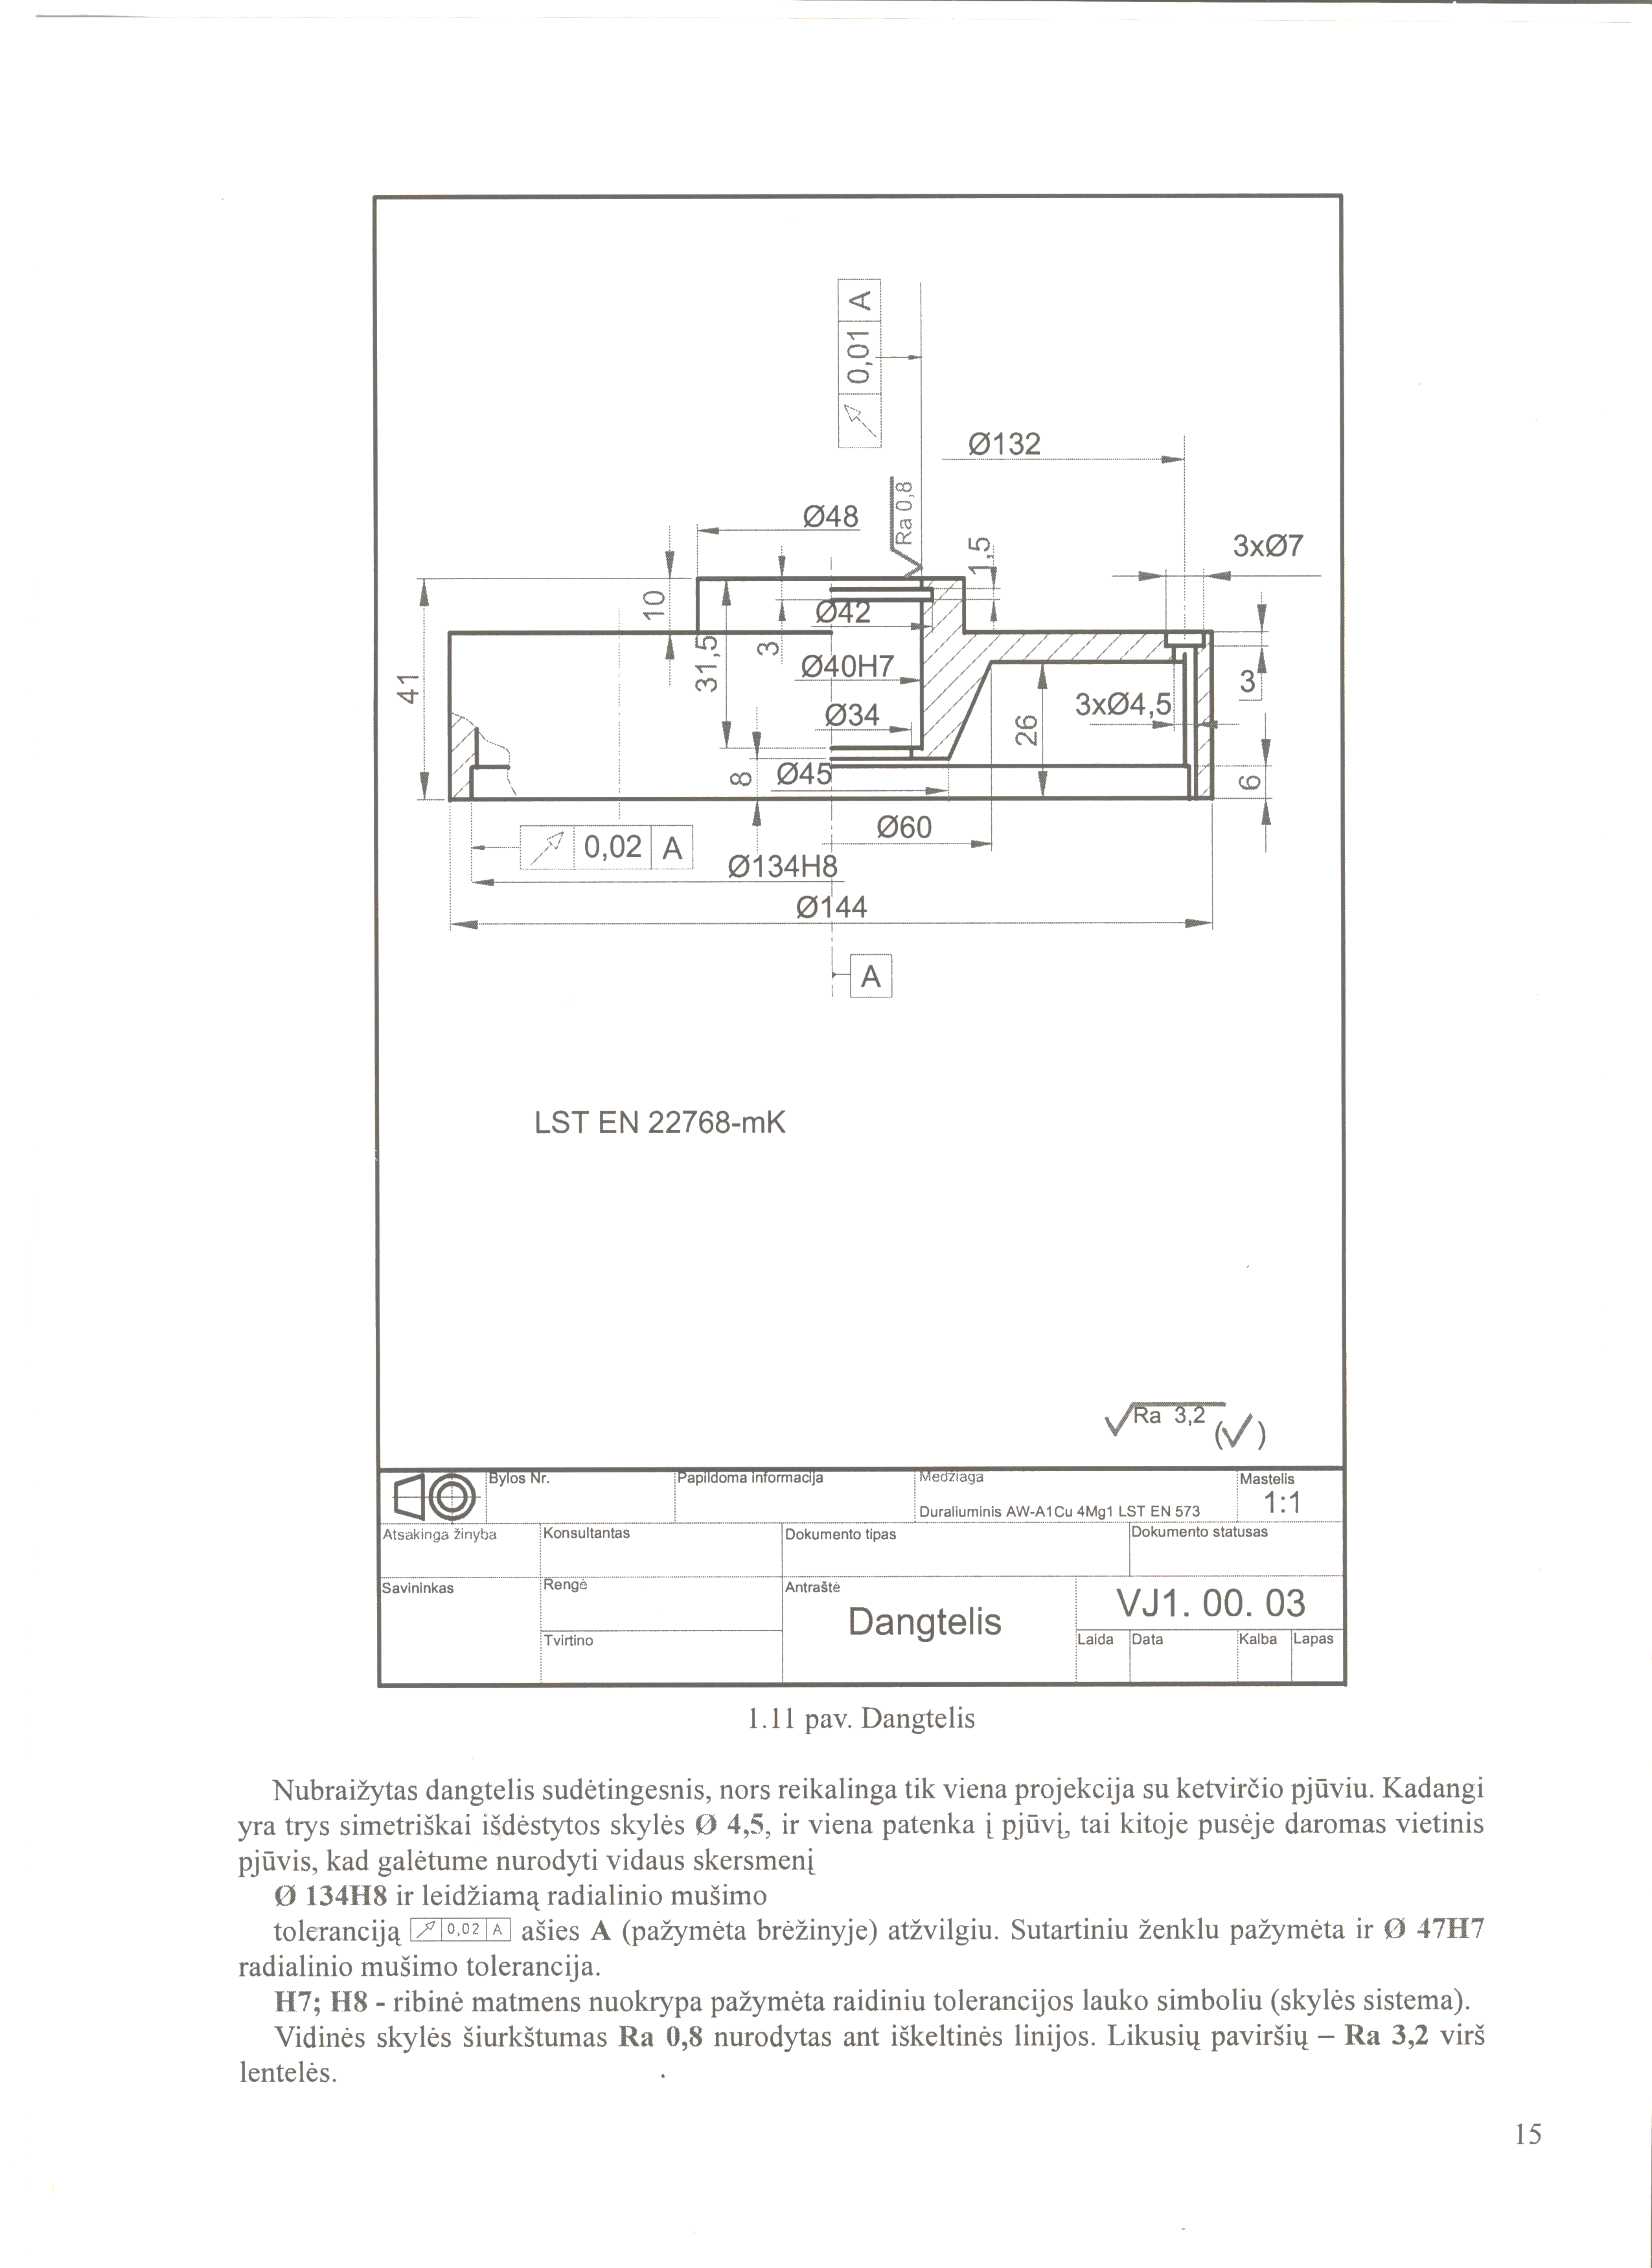 0,01 A
Ø132
Ra 0,8
Ø48
1,5
3xØ7
10
Ø42
31,5
3
Ø40H7
41
3
3xØ4,5
Ø34
26
8
Ø45
6
Ø60
0,02 A
Ø134H8
Ø144
A
LST EN 22768-mK
Ra 3,2 (√)
Bylos Nr.
Papildoma informacija
Medžiaga
Mastelis
Duraliuminis AW-A1Cu 4Mg1 LST EN 573
1:1
Atsakinga žinyba
Konsultantas
Dokumento tipas
Dokumento statusas
Savininkas
Rengė
Antraštė
VJ1. 00. 03
Dangtelis
Tvirtino
Laida
Data
Kalba
Lapas
1.11 pav. Dangtelis
Nubraižytas dangtelis sudėtingesnis, nors reikalinga tik viena projekcija su ketvirčio pjūviu. Kadangi
yra trys simetriškai išdėstytos skylės Ø 4,5, ir viena patenka į pjūvį, tai kitoje pusėje daromas vietinis
pjūvis, kad galėtume nurodyti vidaus skersmenį
Ø 134H8 ir leidžiamą radialinio mušimo
toleranciją 0,02 A ašies A (pažymėta brėžinyje) atžvilgiu. Sutartiniu ženklu pažymėta ir Ø 47H7
radialinio mušimo tolerancija.
H7; H8 - ribinė matmens nuokrypa pažymėta raidiniu tolerancijos lauko simboliu (skylės sistema).
Vidinės skylės šiurkštumas Ra 0,8 nurodytas ant iškeltinės linijos. Likusių paviršių – Ra 3,2 virš
lentelės.
15